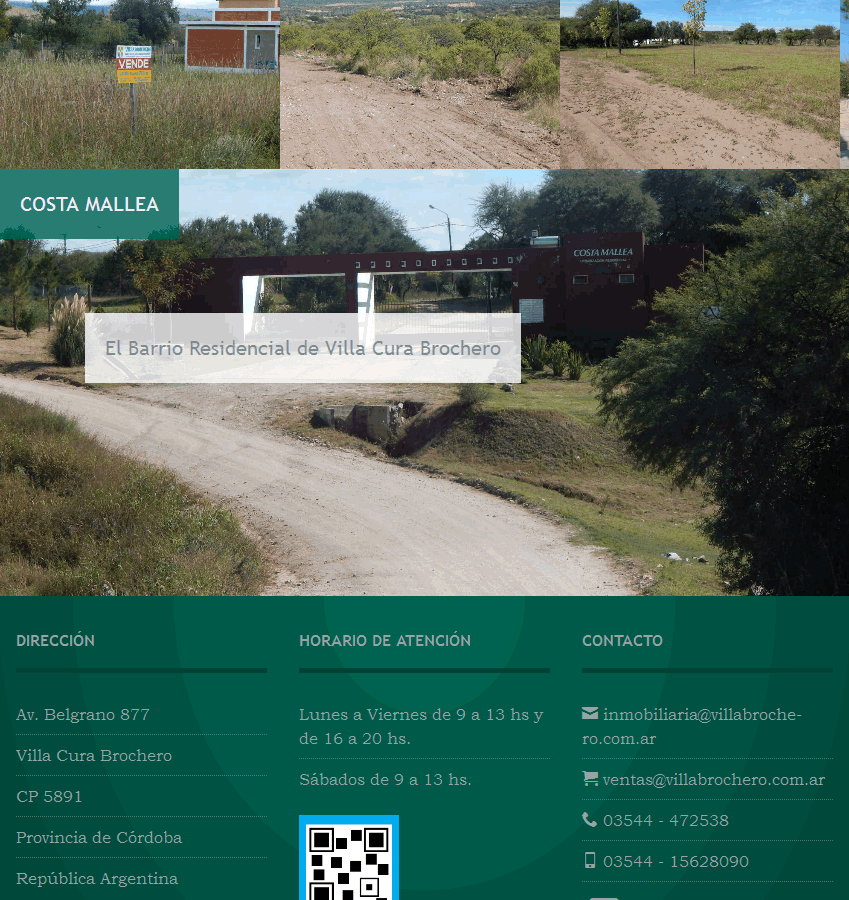 VENDE
COSTA MALLEA
COSTA MALLEA
El Barrio Residencial de Villa Cura Brochero
DIRECCIÓN
Av. Belgrano 877
Villa Cura Brochero
CP 5891
Provincia de Córdoba
República Argentina
HORARIO DE ATENCIÓN
Lunes a Viernes de 9 a 13 hs y
de 16 a 20 hs.
Sábados de 9 a 13 hs.
CONTACTO
inmobiliaria@villabroche-
ro.com.ar
ventas@villabrochero.com.ar
03544 - 472538
03544 - 15628090